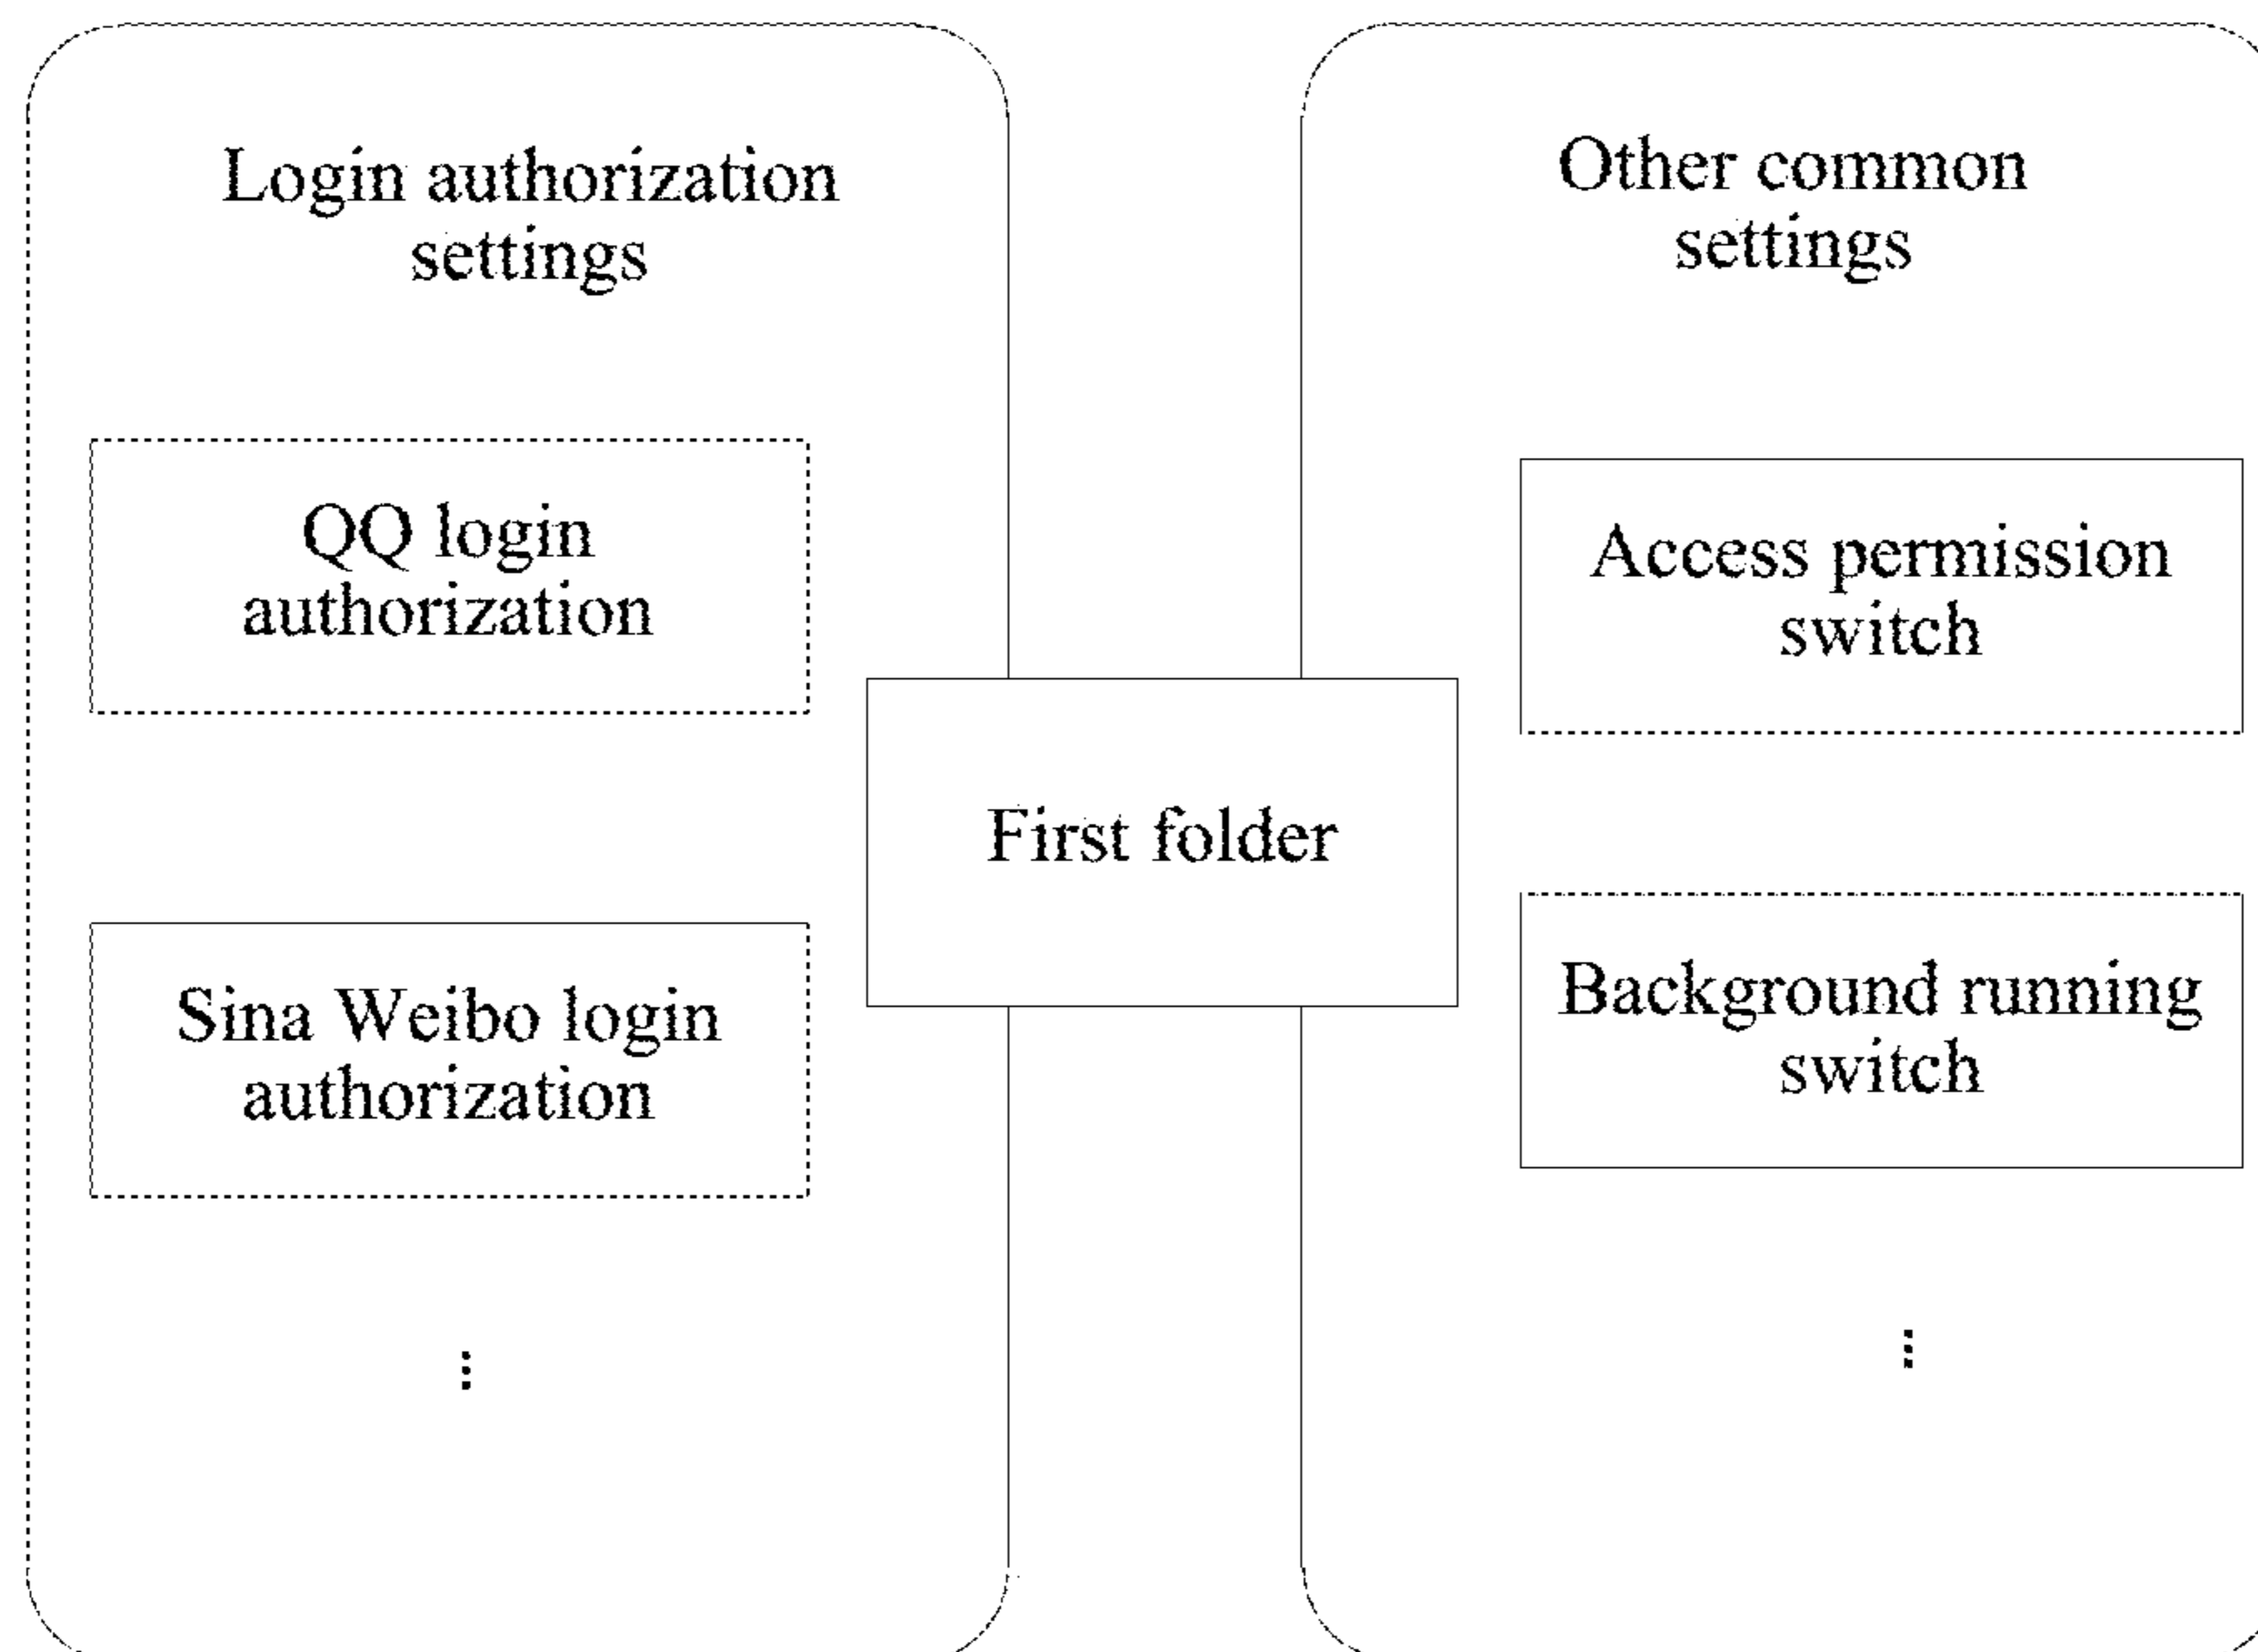 Login authorization
settings
QQ login
authorization
Sina Weibo login
authorization
⋮
First folder
Other common
settings
Access permission
switch
Background running
switch
⋮